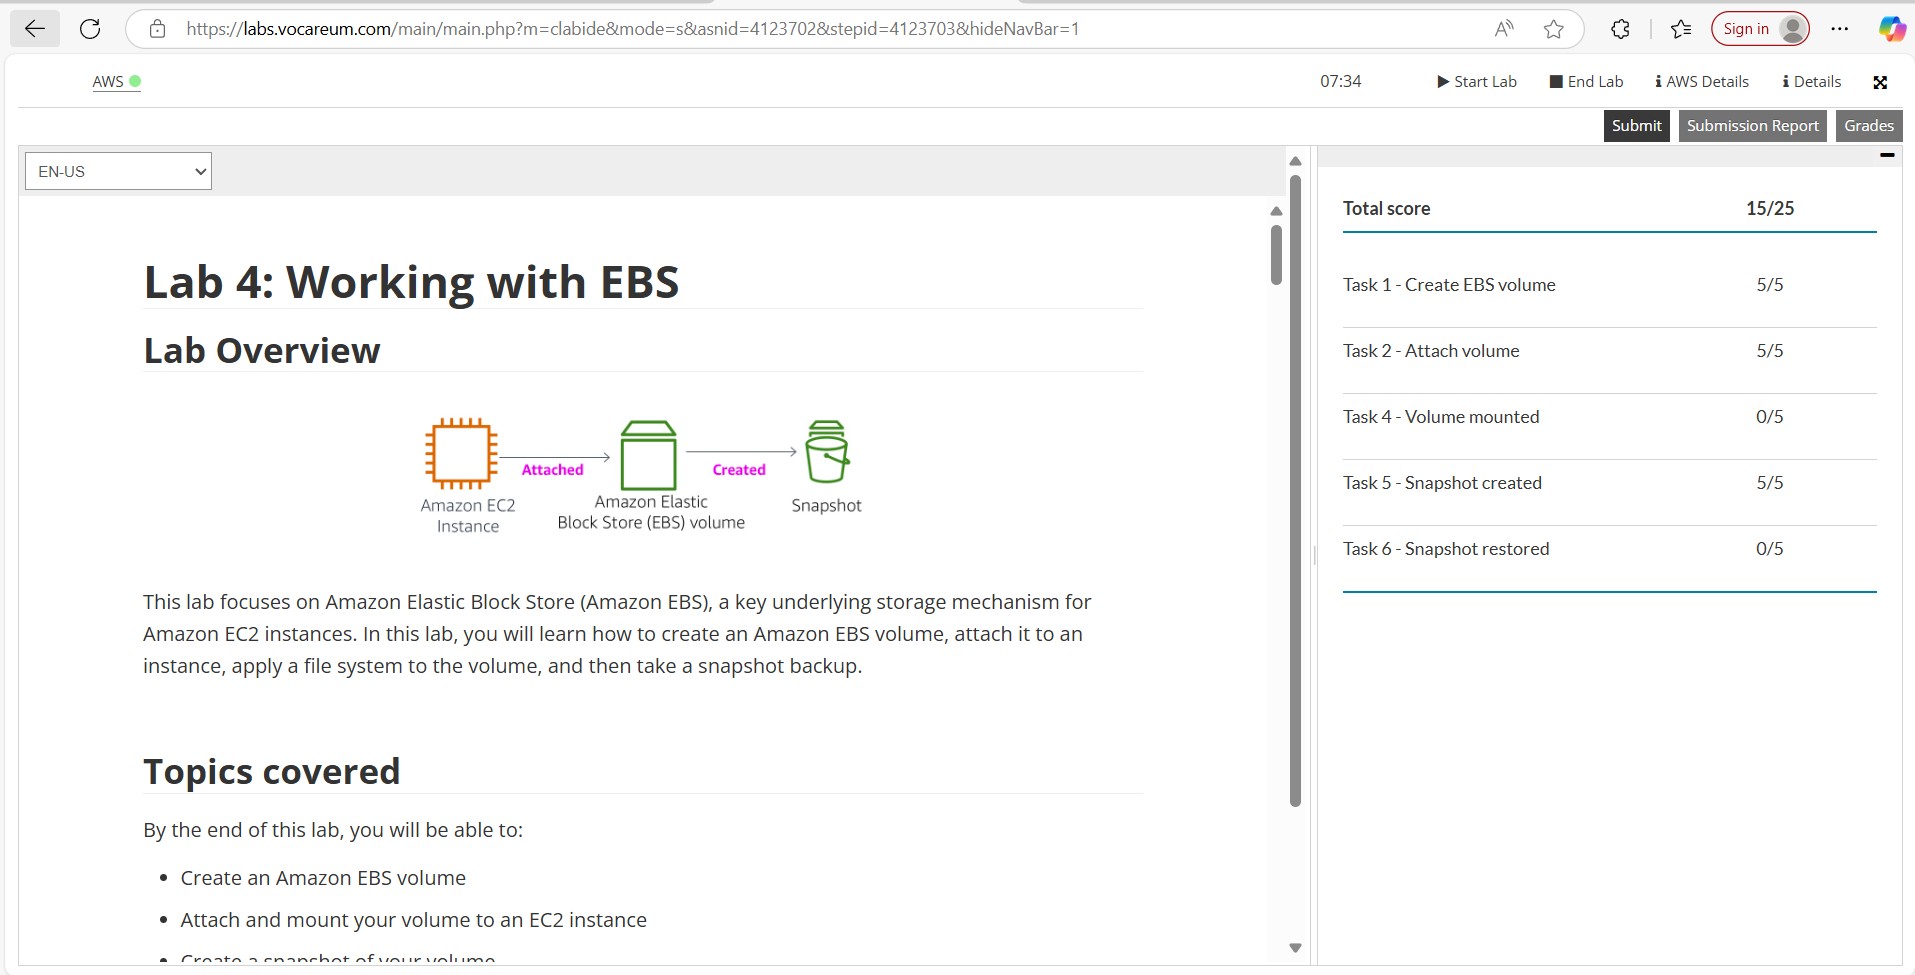 https://labs.vocareum.com/main/main.php?m=clabide&mode=s&asnid=4123702&stepid=4123703&hideNavBar=1
Sign in
AWS
07:34
Start Lab
End Lab
AWS Details
Details
Submit
Submission Report
Grades
EN-US
Lab 4: Working with EBS
Lab Overview
Attached
Created
Amazon EC2
Instance
Amazon Elastic
Block Store (EBS) volume
Snapshot
This lab focuses on Amazon Elastic Block Store (Amazon EBS), a key underlying storage mechanism for
Amazon EC2 instances. In this lab, you will learn how to create an Amazon EBS volume, attach it to an
instance, apply a file system to the volume, and then take a snapshot backup.
Topics covered
By the end of this lab, you will be able to:
• Create an Amazon EBS volume
• Attach and mount your volume to an EC2 instance
• Create a snapshot of your volume
Total score 15/25
Task 1 - Create EBS volume 5/5
Task 2 - Attach volume 5/5
Task 4 - Volume mounted 0/5
Task 5 - Snapshot created 5/5
Task 6 - Snapshot restored 0/5